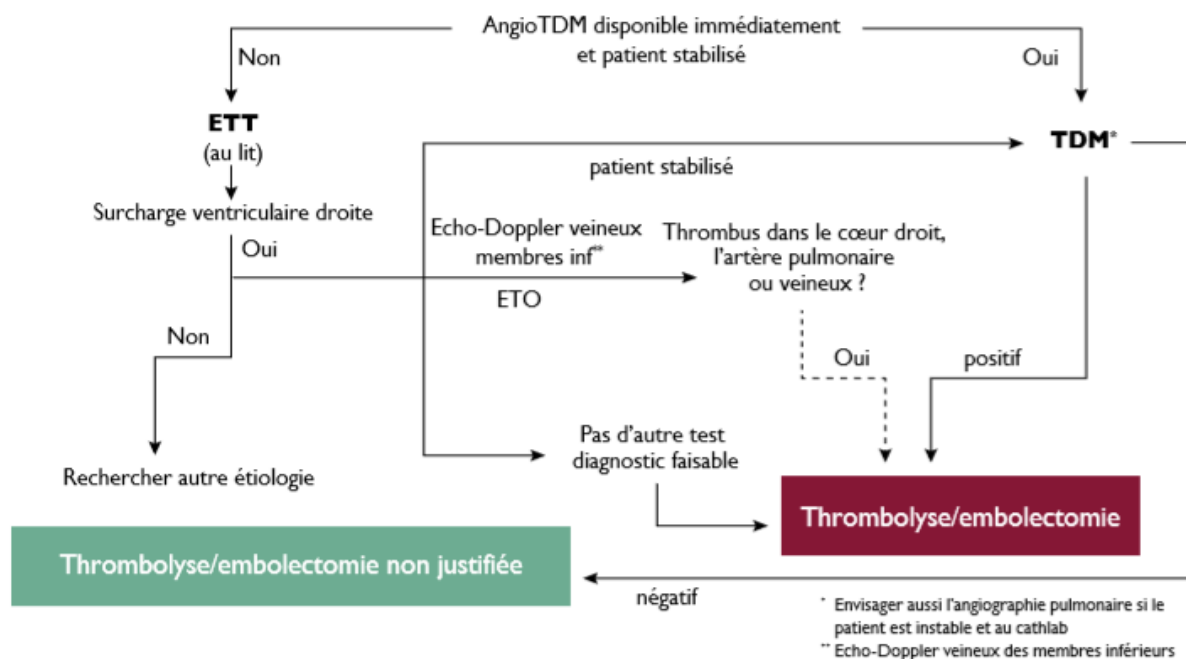 AngioTDM disponible immédiatement
et patient stabilisé
Non
Oui
ETT
(au lit)
TDM*
patient stabilisé
Surcharge ventriculaire droite
Oui
Echo-Doppler veineux
membres inf**
ETO
Thrombus dans le cœur droit,
l'artère pulmonaire
ou veineux ?
Non
Oui
positif
Pas d'autre test
diagnostic faisable
Rechercher autre étiologie
Thrombolyse/embolectomie
Thrombolyse/embolectomie non justifiée
négatif
* Envisager aussi l'angiographie pulmonaire si le
patient est instable et au cathlab
** Echo-Doppler veineux des membres inférieurs